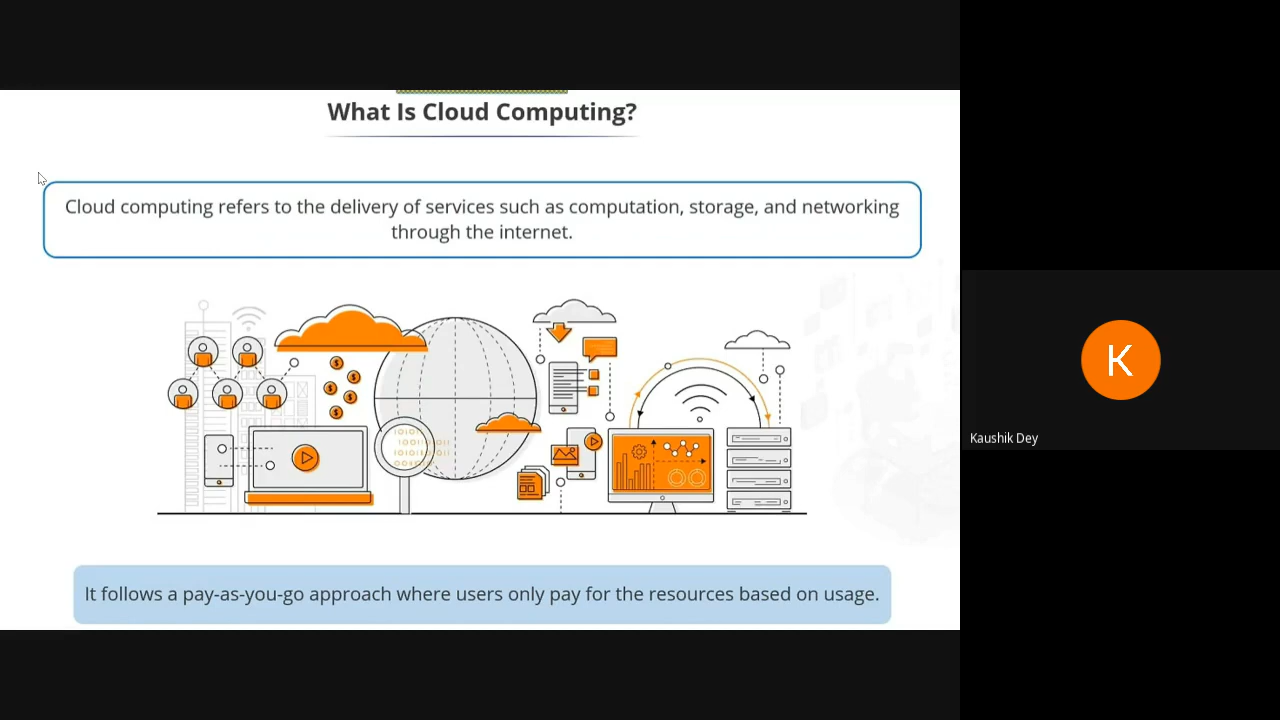 What Is Cloud Computing?
Cloud computing refers to the delivery of services such as computation, storage, and networking
through the internet.
It follows a pay-as-you-go approach where users only pay for the resources based on usage.
K
Kaushik Dey